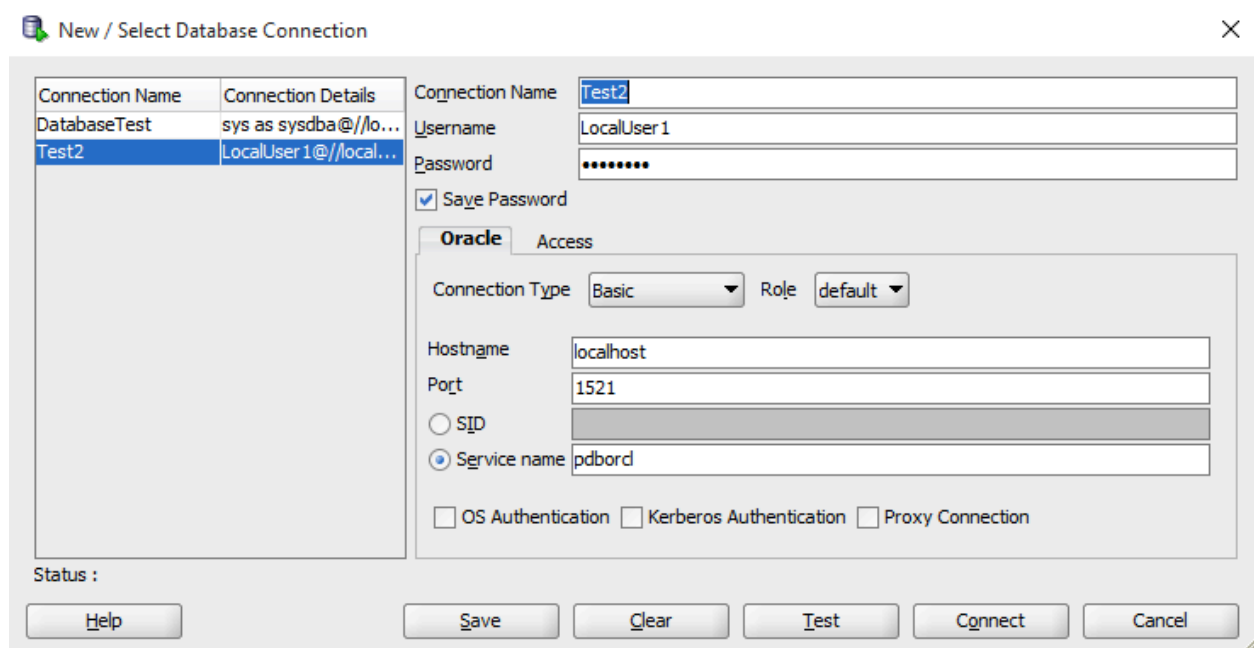 New / Select Database Connection
Connection Name Connection Details
DatabaseTest sys as sysdba@//lo...
Test2 LocalUser1@//local...
Connection Name Test2
Username LocalUser1
Password ••••••••
Save Password
Oracle Access
Connection Type Basic Role default
Hostname localhost
Port 1521
SID
Service name pdborcl
OS Authentication Kerberos Authentication Proxy Connection
Status :
Help Save Clear Test Connect Cancel